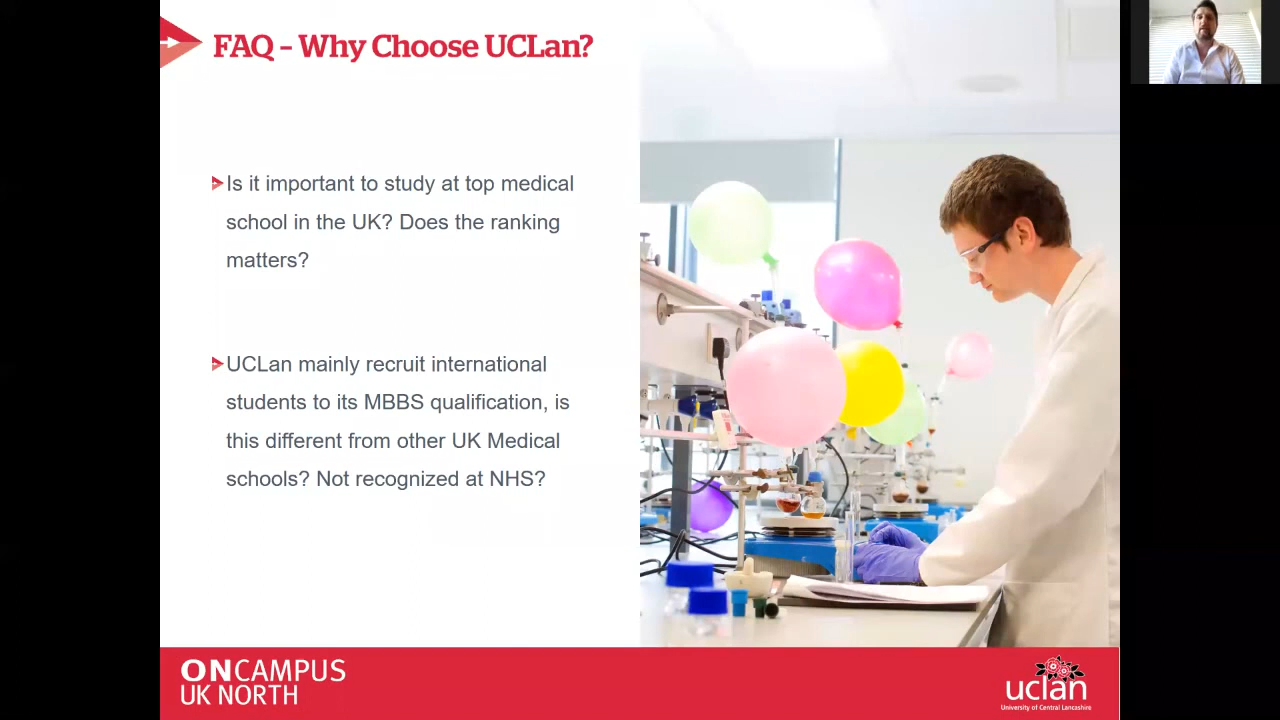 FAQ – Why Choose UCLan?
Is it important to study at top medical
school in the UK? Does the ranking
matters?
UCLan mainly recruit international
students to its MBBS qualification, is
this different from other UK Medical
schools? Not recognized at NHS?
ONCAMPUS
UK NORTH
uclan
University of Central Lancashire